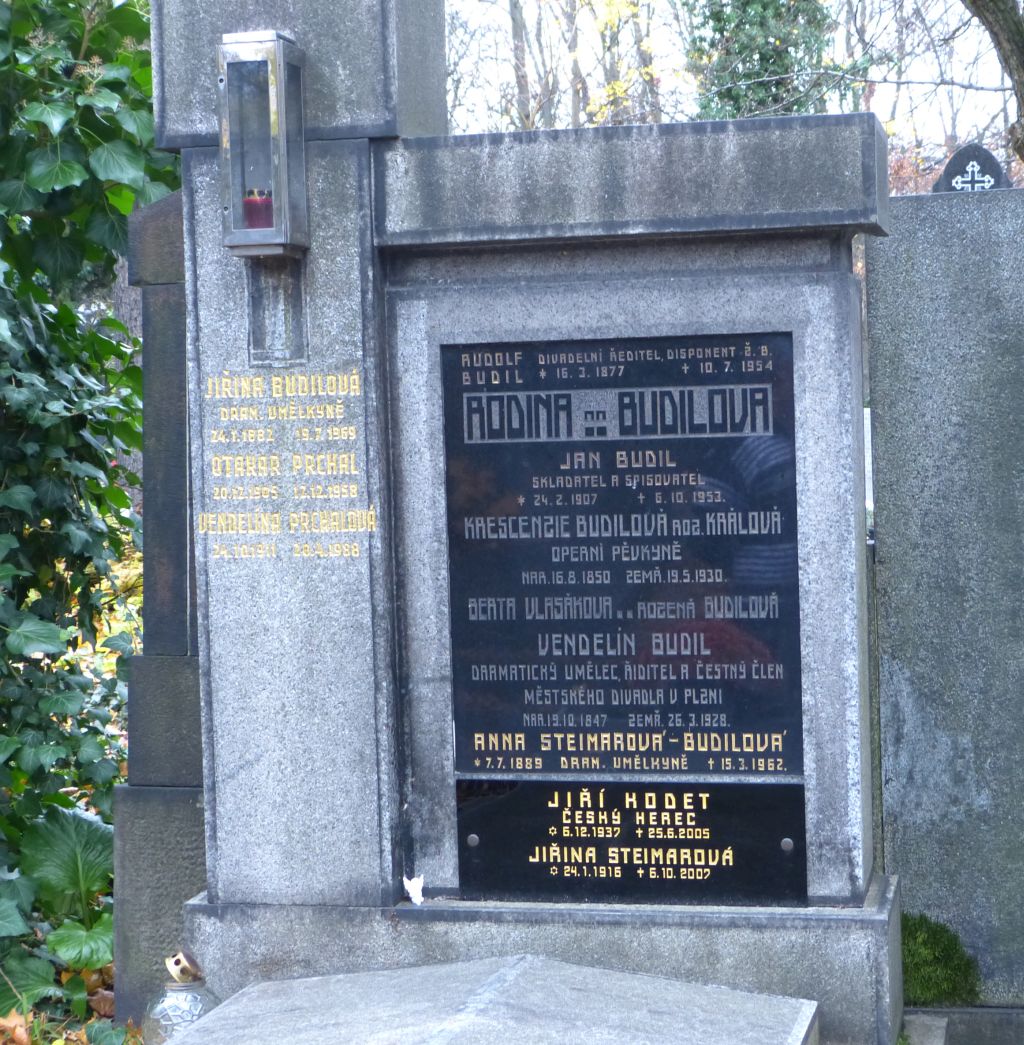 JIŘINA BUDILOVÁ
DRAM. UMĚLKYNĚ
24.1.1882 19.7.1969
OTAKAR PRCHAL
20.12.1905 12.12.1958
VENDELÍNA PRCHALOVÁ
24.10.1911 20.4.1988
RUDOLF BUDIL DIVADELNÍ ŘEDITEL, DISPONENT Ž.B.
* 16.3.1877 † 10.7.1954
RODINA BUDILOVA
JAN BUDIL
SKLADATEL A SPISOVATEL
* 24.2.1907 † 6.10.1953.
KRESCENZIE BUDILOVÁ ROZ. KRÁLOVÁ
OPERNÍ PĚVKYNĚ
NAR.16.8.1850 ZEMŘ.19.5.1930.
BERTA VLASÁKOVA ROZENÁ BUDILOVÁ
VENDELÍN BUDIL
DRAMATICKÝ UMĚLEC, ŘIDITEL A ČESTNÝ ČLEN
MĚSTSKÉHO DIVADLA V PLZNI
NAR.19.10.1847 ZEMŘ. 26.3.1928.
ANNA STEIMAROVÁ-BUDILOVÁ
* 7.7.1889 DRAM. UMĚLKYNĚ † 15.3.1962.
JIŘÍ KODET
ČESKÝ HEREC
✡ 6.12.1937 † 25.6.2005
JIŘINA STEIMAROVÁ
✡ 24.1.1916 † 6.10.2007